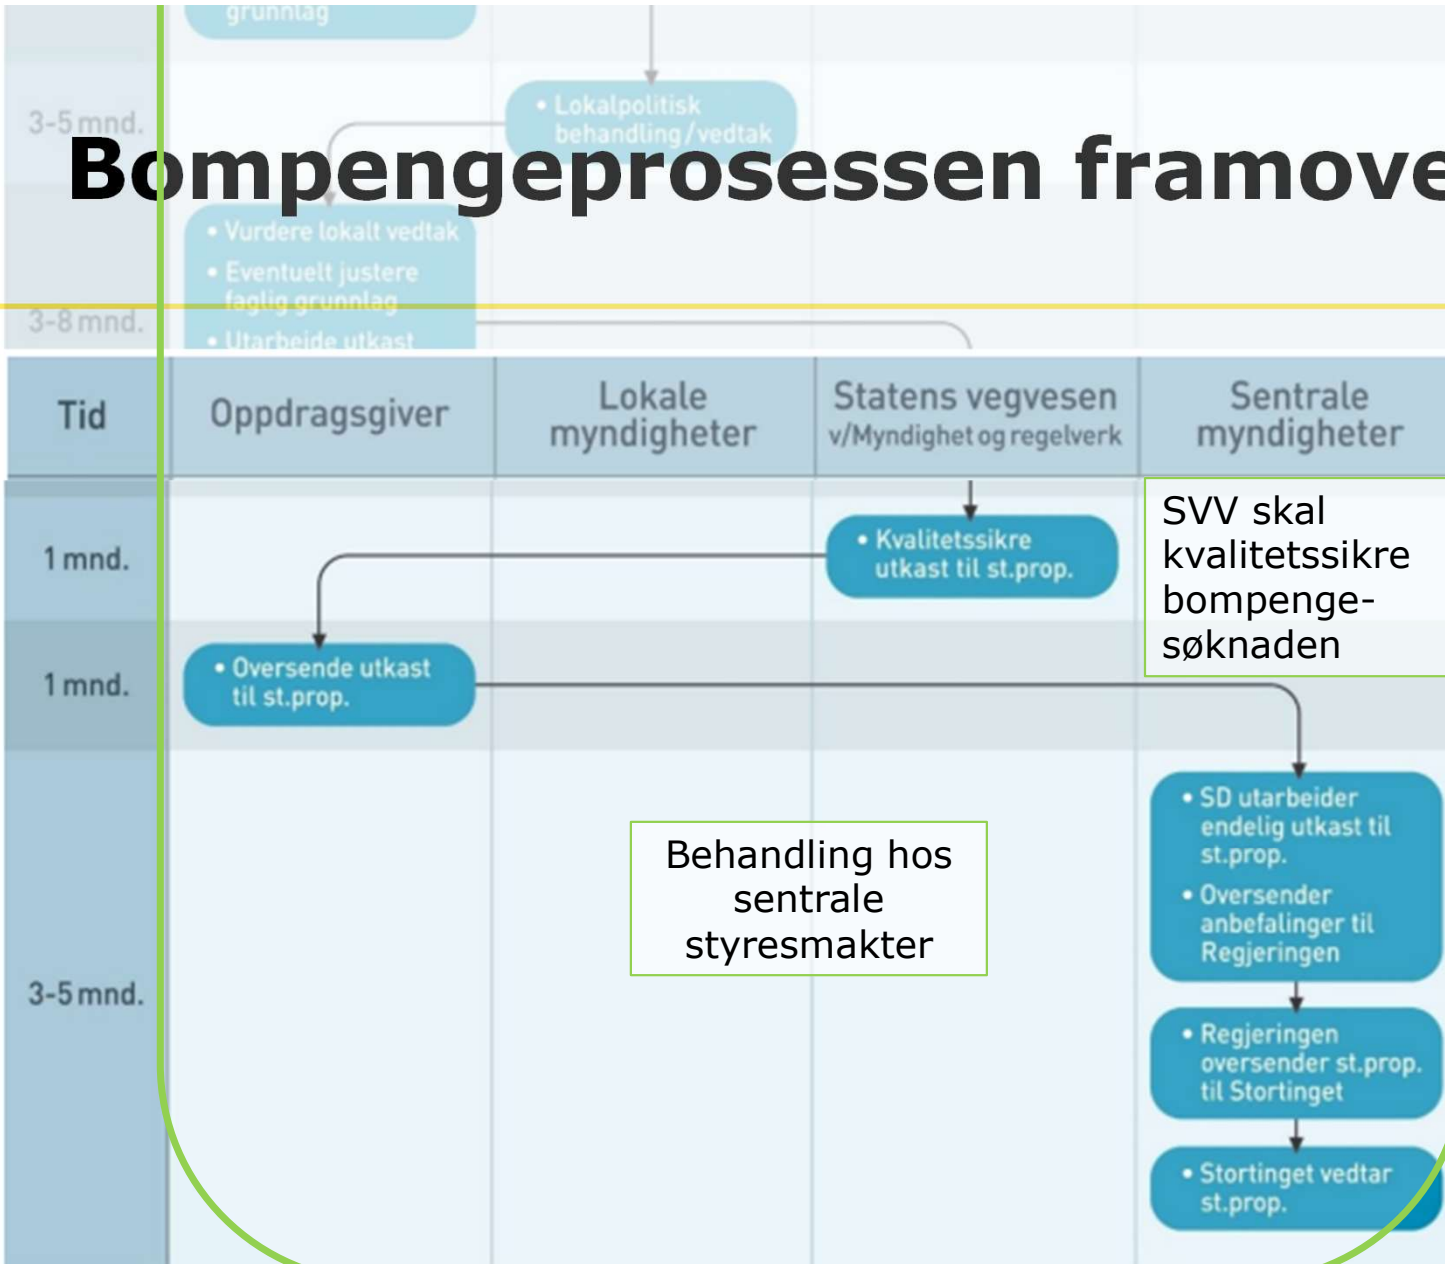 grunnlag
3-5 mnd.
• Lokalpolitisk
behandling/vedtak
Bompengeprosessen framove
• Vurdere lokalt vedtak
• Eventuelt justere
faglig grunnlag
3-8 mnd.
• Utarbeide utkast
Tid
Oppdragsgiver
Lokale
myndigheter
Statens vegvesen
v/Myndighet og regelverk
Sentrale
myndigheter
1 mnd.
• Kvalitetssikre
utkast til st.prop.
SVV skal
kvalitetssikre
bompenge-
søknaden
1 mnd.
• Oversende utkast
til st.prop.
3-5 mnd.
Behandling hos
sentrale
styresmakter
• SD utarbeider
endelig utkast til
st.prop.
• Oversender
anbefalinger til
Regjeringen
• Regjeringen
oversender st.prop.
til Stortinget
• Stortinget vedtar
st.prop.